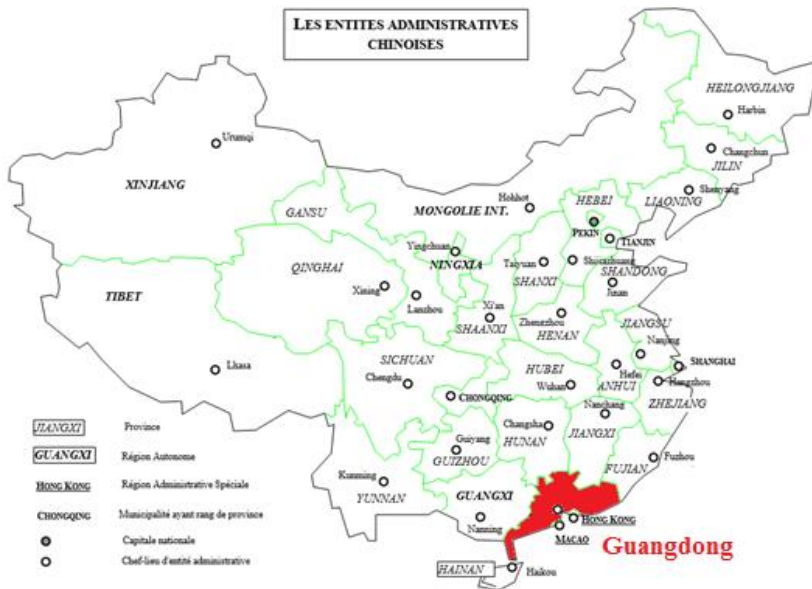 LES ENTITES ADMINISTRATIVES
CHINOISES
HEILONGJIANG
Harbin
Changchun
JILIN
Urumqi
XINJIANG
Shenyang
LIAONING
HEBEI
GANSU
Hohhot
MONGOLIE INT.
PEKIN
TIANJIN
Yingchuan
NINGXIA
QINGHAI
Taiyuan
Shijiazhuang
SHANXI
SHANDONG
Xining
Lanzhou
Jinan
TIBET
Xi'an
SHAANXI
Zhengzhou
HENAN
JIANGSU
Nanjing
SICHUAN
Lhasa
Chengdu
HUBEI
Wuhan
Hefei
ANHUI
SHANGHAI
Hangzhou
ZHEJIANG
CHONGQING
Nanchang
Changsha
HUNAN
JIANGXI
Guiyang
GUIZHOU
Fuzhou
FUJIAN
Kunming
YUNNAN
GUANGXI
Nanning
HONG KONG
MACAO
Guangdong
HAINAN
Haikou
JIANGXI Province
GUANGXI Région Autonome
HONG KONG Région Administrative Spéciale
CHONGQING Municipalité ayant rang de province
Capitale nationale
Chef-lieu d'entité administrative